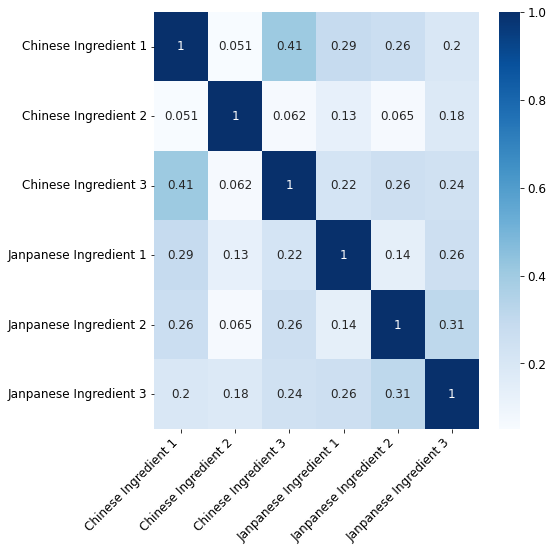 Chinese Ingredient 1 1 0.051 0.41 0.29 0.26 0.2
Chinese Ingredient 2 0.051 1 0.062 0.13 0.065 0.18
Chinese Ingredient 3 0.41 0.062 1 0.22 0.26 0.24
Janpanese Ingredient 1 0.29 0.13 0.22 1 0.14 0.26
Janpanese Ingredient 2 0.26 0.065 0.26 0.14 1 0.31
Janpanese Ingredient 3 0.2 0.18 0.24 0.26 0.31 1
Chinese Ingredient 1
Chinese Ingredient 2
Chinese Ingredient 3
Janpanese Ingredient 1
Janpanese Ingredient 2
Janpanese Ingredient 3
1.0
0.8
0.6
0.4
0.2